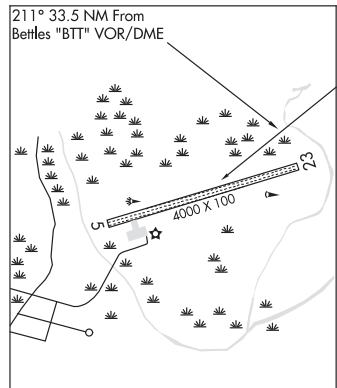 211° 33.5 NM From
Bettles "BTT" VOR/DME
23
5
4000 X 100